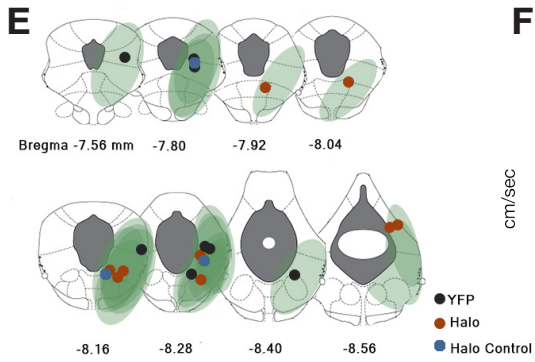 E
F
Bregma -7.56 mm -7.80 -7.92 -8.04
cm/sec
YFP
Halo
Halo Control
-8.16 -8.28 -8.40 -8.56